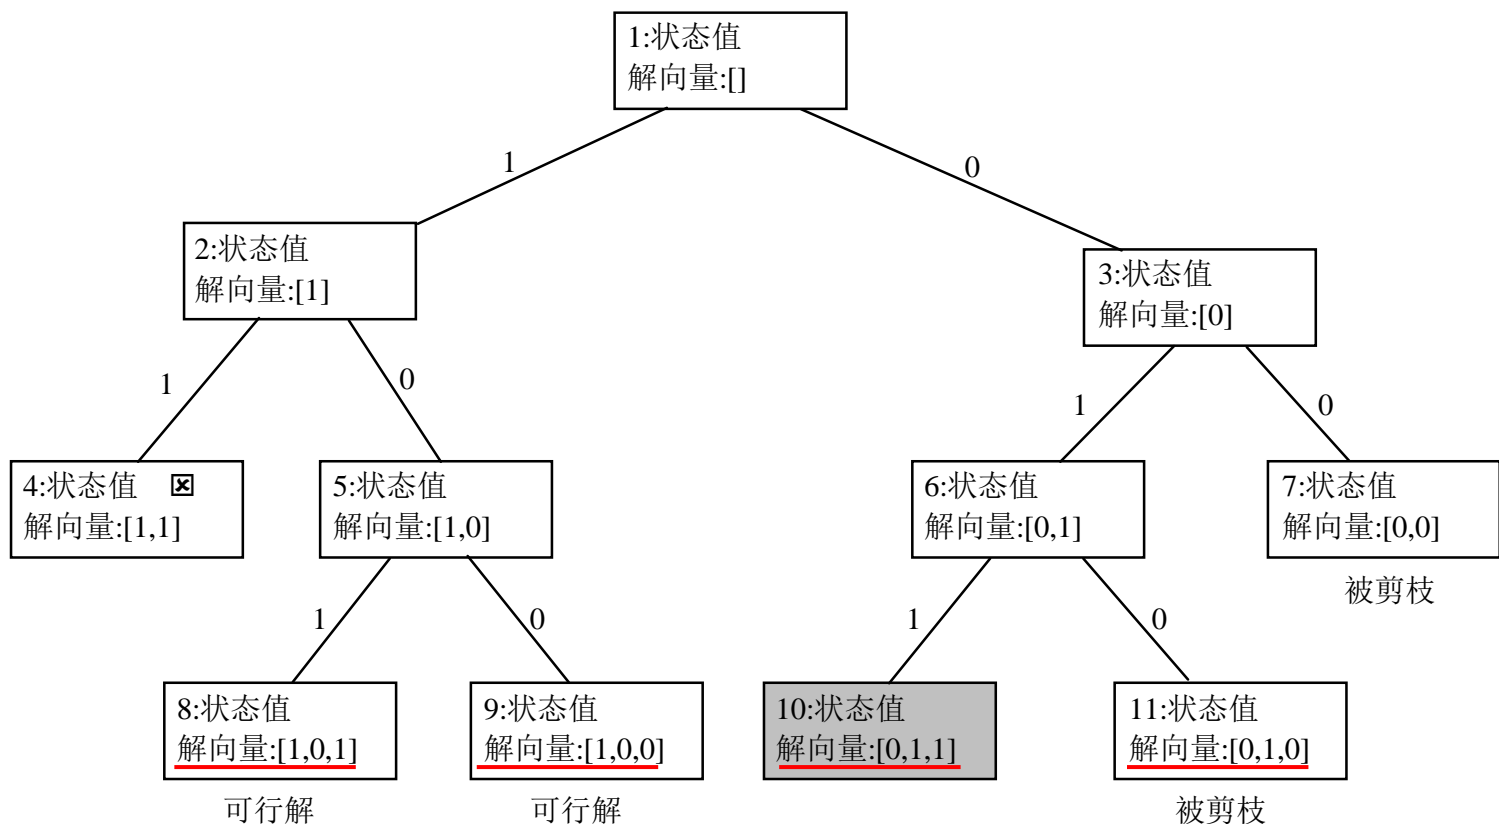 1:状态值
解向量:[]
1
0
2:状态值
解向量:[1]
3:状态值
解向量:[0]
1
0
1
0
4:状态值
解向量:[1,1]
5:状态值
解向量:[1,0]
6:状态值
解向量:[0,1]
7:状态值
解向量:[0,0]
被剪枝
1
0
1
0
8:状态值
解向量:[1,0,1]
9:状态值
解向量:[1,0,0]
10:状态值
解向量:[0,1,1]
11:状态值
解向量:[0,1,0]
可行解
可行解
被剪枝